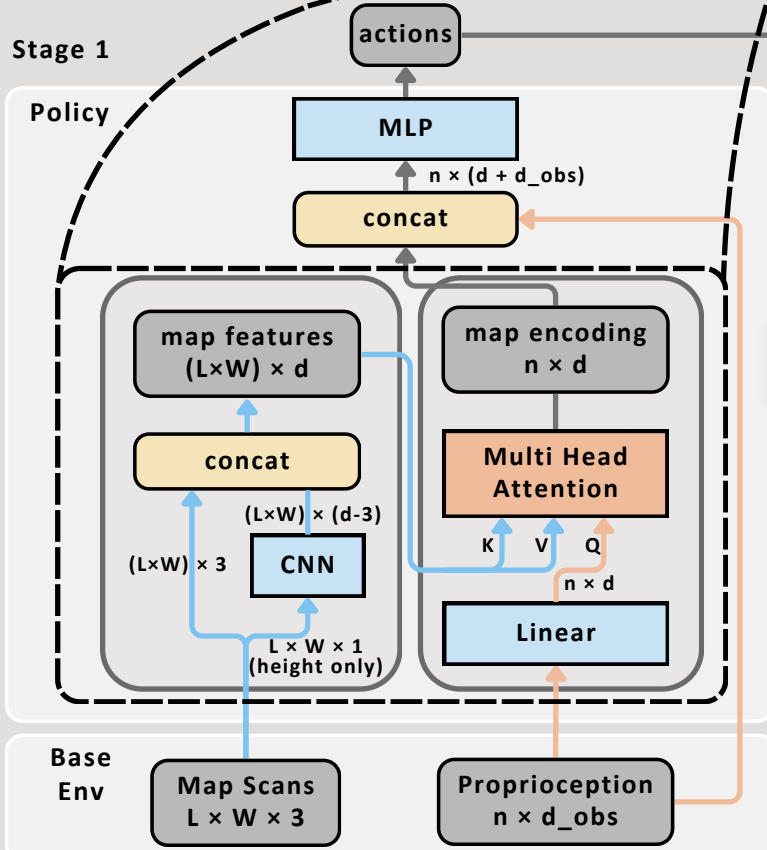 Stage 1
actions
Policy
MLP
n × (d + d_obs)
concat
map features
(L×W) × d
map encoding
n × d
concat
Multi Head
Attention
(L×W) × (d-3)
(L×W) × 3
CNN
K
V
Q
n × d
Linear
L × W × 1
(height only)
Base
Env
Map Scans
L × W × 3
Proprioception
n × d_obs